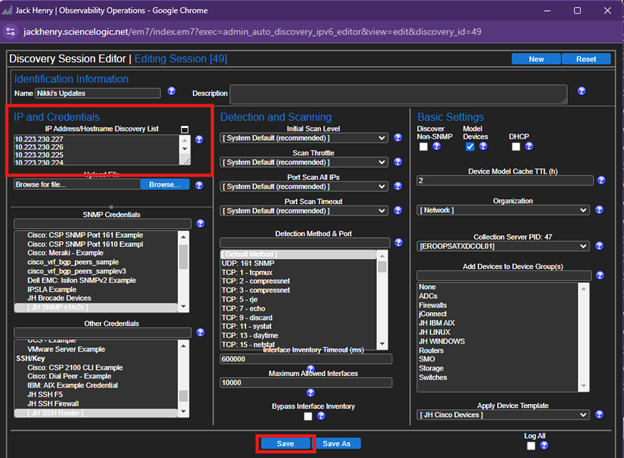 Jack Henry | Observability Operations - Google Chrome
jackhenry.sciencelogic.net/em7/index.em7?exec=admin_auto_discovery_ipv6_editor&view=edit&discovery_id=49
Discovery Session Editor | Editing Session [49]
New
Reset
Identification Information
Name
Nikki's Updates
Description
IP and Credentials
IP Address/Hostname Discovery List
10.223.230.227
10.223.230.226
10.223.230.225
10.223.230.224
Upload File
Browse for file...
Browse...
SNMP Credentials
Cisco: CSP SNMP Port 161 Example
Cisco: CSP SNMP Port 1610 Exampl
Cisco: Meraki - Example
cisco_vrf_bgp_peers_sample
cisco_vrf_bgp_peers_samplev3
Dell EMC: Isilon SNMPv2 Example
IPSLA Example
JH Brocade Devices
[ JH SNMP v1/v2c ]
Other Credentials
UCS - Example
VMware Server Example
SSH/Key
Cisco: CSP 2100 CLI Example
Cisco: Dial Peer - Example
IBM: AIX Example Credential
JH SSH F5
JH SSH Firewall
[ JH SSH Router ]
Detection and Scanning
Initial Scan Level
[ System Default (recommended) ]
Scan Throttle
[ System Default (recommended) ]
Port Scan All IPs
[ System Default (recommended) ]
Port Scan Timeout
[ System Default (recommended) ]
Detection Method & Port
[ Default Method ]
UDP: 161 SNMP
TCP: 1 - tcpmux
TCP: 2 - compressnet
TCP: 3 - compressnet
TCP: 5 - rje
TCP: 7 - echo
TCP: 9 - discard
TCP: 11 - systat
TCP: 13 - daytime
TCP: 15 - netstat
Interface Inventory Timeout (ms)
600000
Maximum Allowed Interfaces
10000
Bypass Interface Inventory
Basic Settings
Discover Model
Non-SNMP Devices DHCP
Device Model Cache TTL (h)
2
Organization
[ Network ]
Collection Server PID: 47
[EROOPSATXDCOL01]
Add Devices to Device Group(s)
None
ADCs
Firewalls
jConnect
JH IBM AIX
JH LINUX
JH WINDOWS
Routers
SMO
Storage
Switches
Apply Device Template
[ JH Cisco Devices ]
Save
Save As
Log All